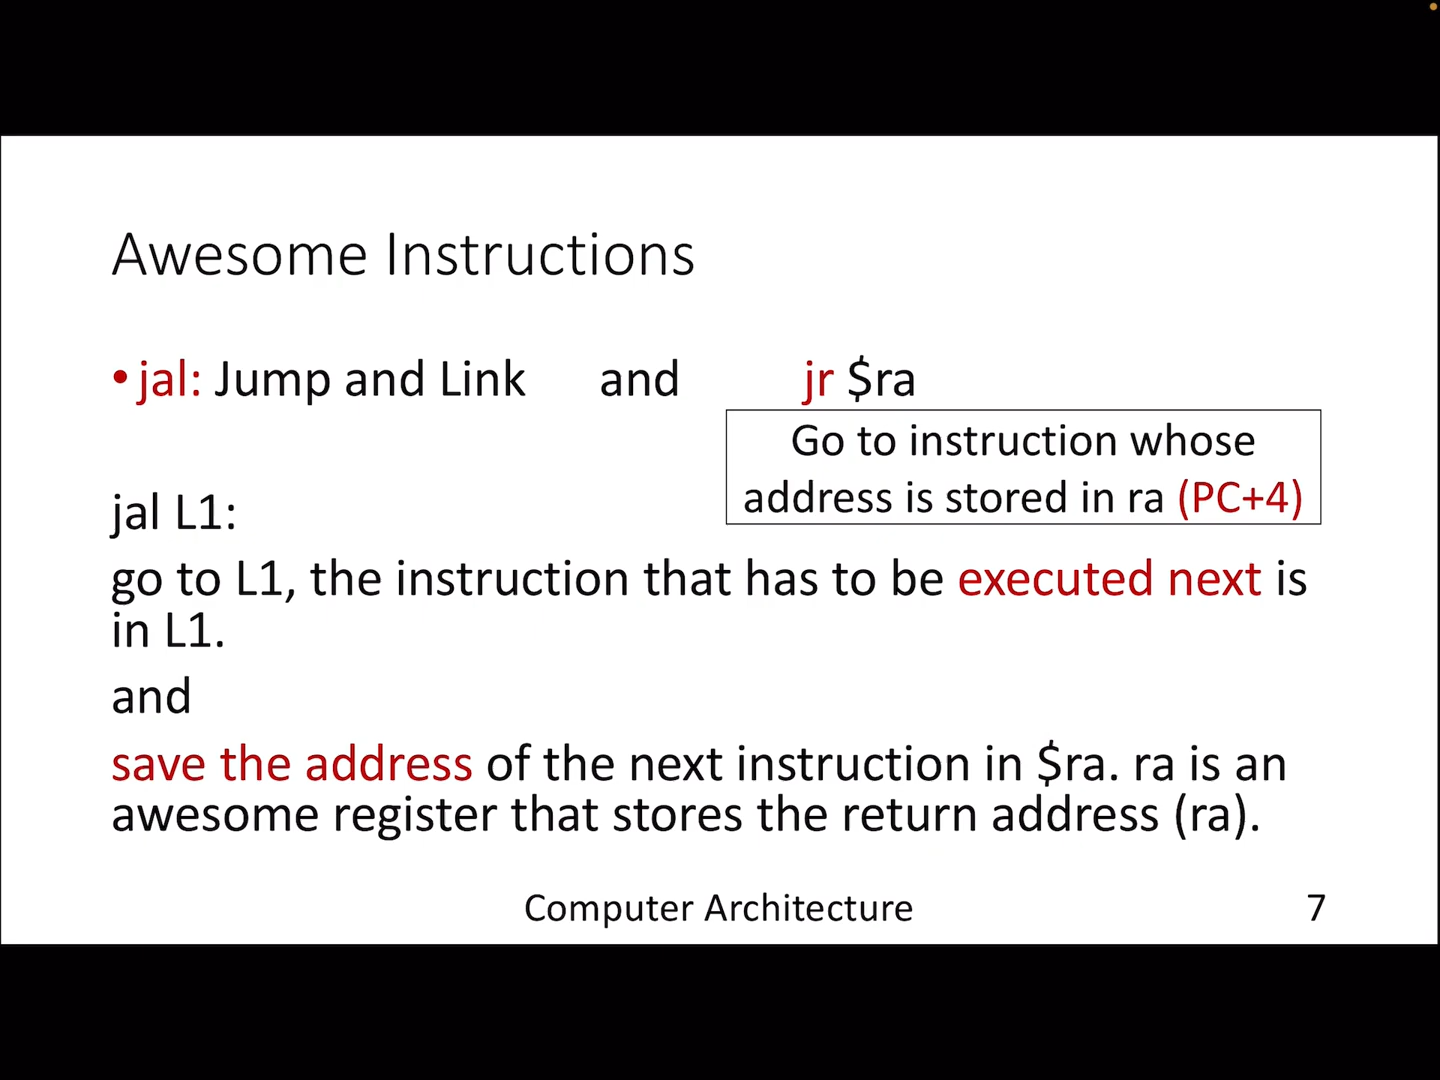 Awesome Instructions
• jal: Jump and Link and jr $ra
Go to instruction whose
address is stored in ra (PC+4)
jal L1:
go to L1, the instruction that has to be executed next is
in L1.
and
save the address of the next instruction in $ra. ra is an
awesome register that stores the return address (ra).
Computer Architecture 7